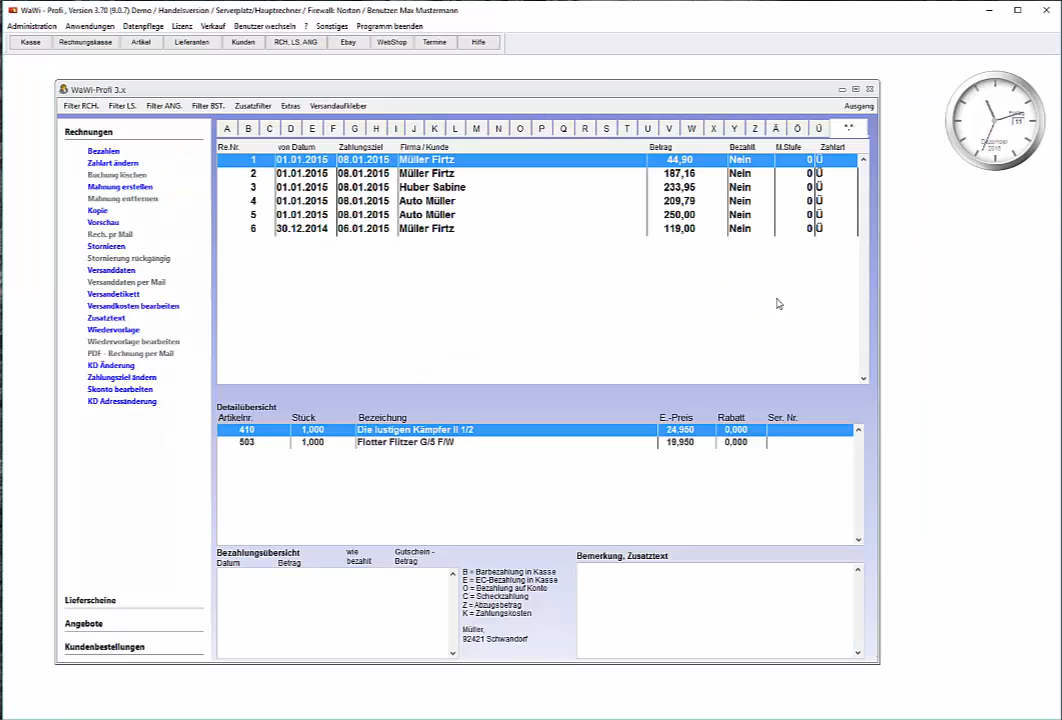 WaWi - Profi , Version 3.70 (9.0.7) Demo / Handelsversion / Serverplatz/Hauptrechner / Firewall: Norton / Benutzer: Max Mustermann
Administration Anwendungen Datenpflege Lizenz Verkauf Benutzer wechseln ? Sonstiges Programm beenden
Kasse Rechnungskasse Artikel Lieferanten Kunden RCH, LS, ANG Ebay WebShop Termine Hilfe
WaWi-Profi 3.x
Filter RCH. Filter LS. Filter ANG. Filter BST. Zusatzfilter Extras Versandaufkleber Ausgang
Rechnungen
Bezahlen
Zahlart ändern
Buchung löschen
Mahnung erstellen
Mahnung entfernen
Kopie
Vorschau
Rech. pr Mail
Stornieren
Stornierung rückgängig
Versanddaten
Versanddaten per Mail
Versandetikett
Versandkosten bearbeiten
Zusatztext
Wiedervorlage
Wiedervorlage bearbeiten
PDF - Rechnung per Mail
KD Änderung
Zahlungsziel ändern
Skonto bearbeiten
KD Adressänderung
Lieferscheine
Angebote
Kundenbestellungen
A B C D E F G H I J K L M N O P Q R S T U V W X Y Z Ä Ö Ü *.*
Re.Nr. von Datum Zahlungsziel Firma / Kunde Betrag Bezahlt M.Stufe Zahlart
1 01.01.2015 08.01.2015 Müller Firtz 44,90 Nein 0 Ü
2 01.01.2015 08.01.2015 Müller Firtz 187,16 Nein 0 Ü
3 01.01.2015 08.01.2015 Huber Sabine 233,95 Nein 0 Ü
4 01.01.2015 08.01.2015 Auto Müller 209,79 Nein 0 Ü
5 01.01.2015 08.01.2015 Auto Müller 250,00 Nein 0 Ü
6 30.12.2014 06.01.2015 Müller Firtz 119,00 Nein 0 Ü
Detailübersicht
Artikelnr. Stück Bezeichung E.-Preis Rabatt Ser. Nr.
410 1,000 Die lustigen Kämpfer II 1/2 24,950 0,000
503 1,000 Flotter Flitzer G/5 F/W 19,950 0,000
Bezahlungsübersicht wie bezahlt Gutschein - Betrag
Datum Betrag
B = Barbezahlung in Kasse
E = EC-Bezahlung in Kasse
O = Bezahlung auf Konto
C = Scheckzahlung
Z = Abzugsbetrag
K = Zahlungskosten
Müller,
92421 Schwandorf
Bemerkung, Zusatztext
11
Dezember
2015